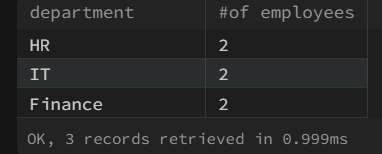 department #of employees
HR 2
IT 2
Finance 2
OK, 3 records retrieved in 0.999ms